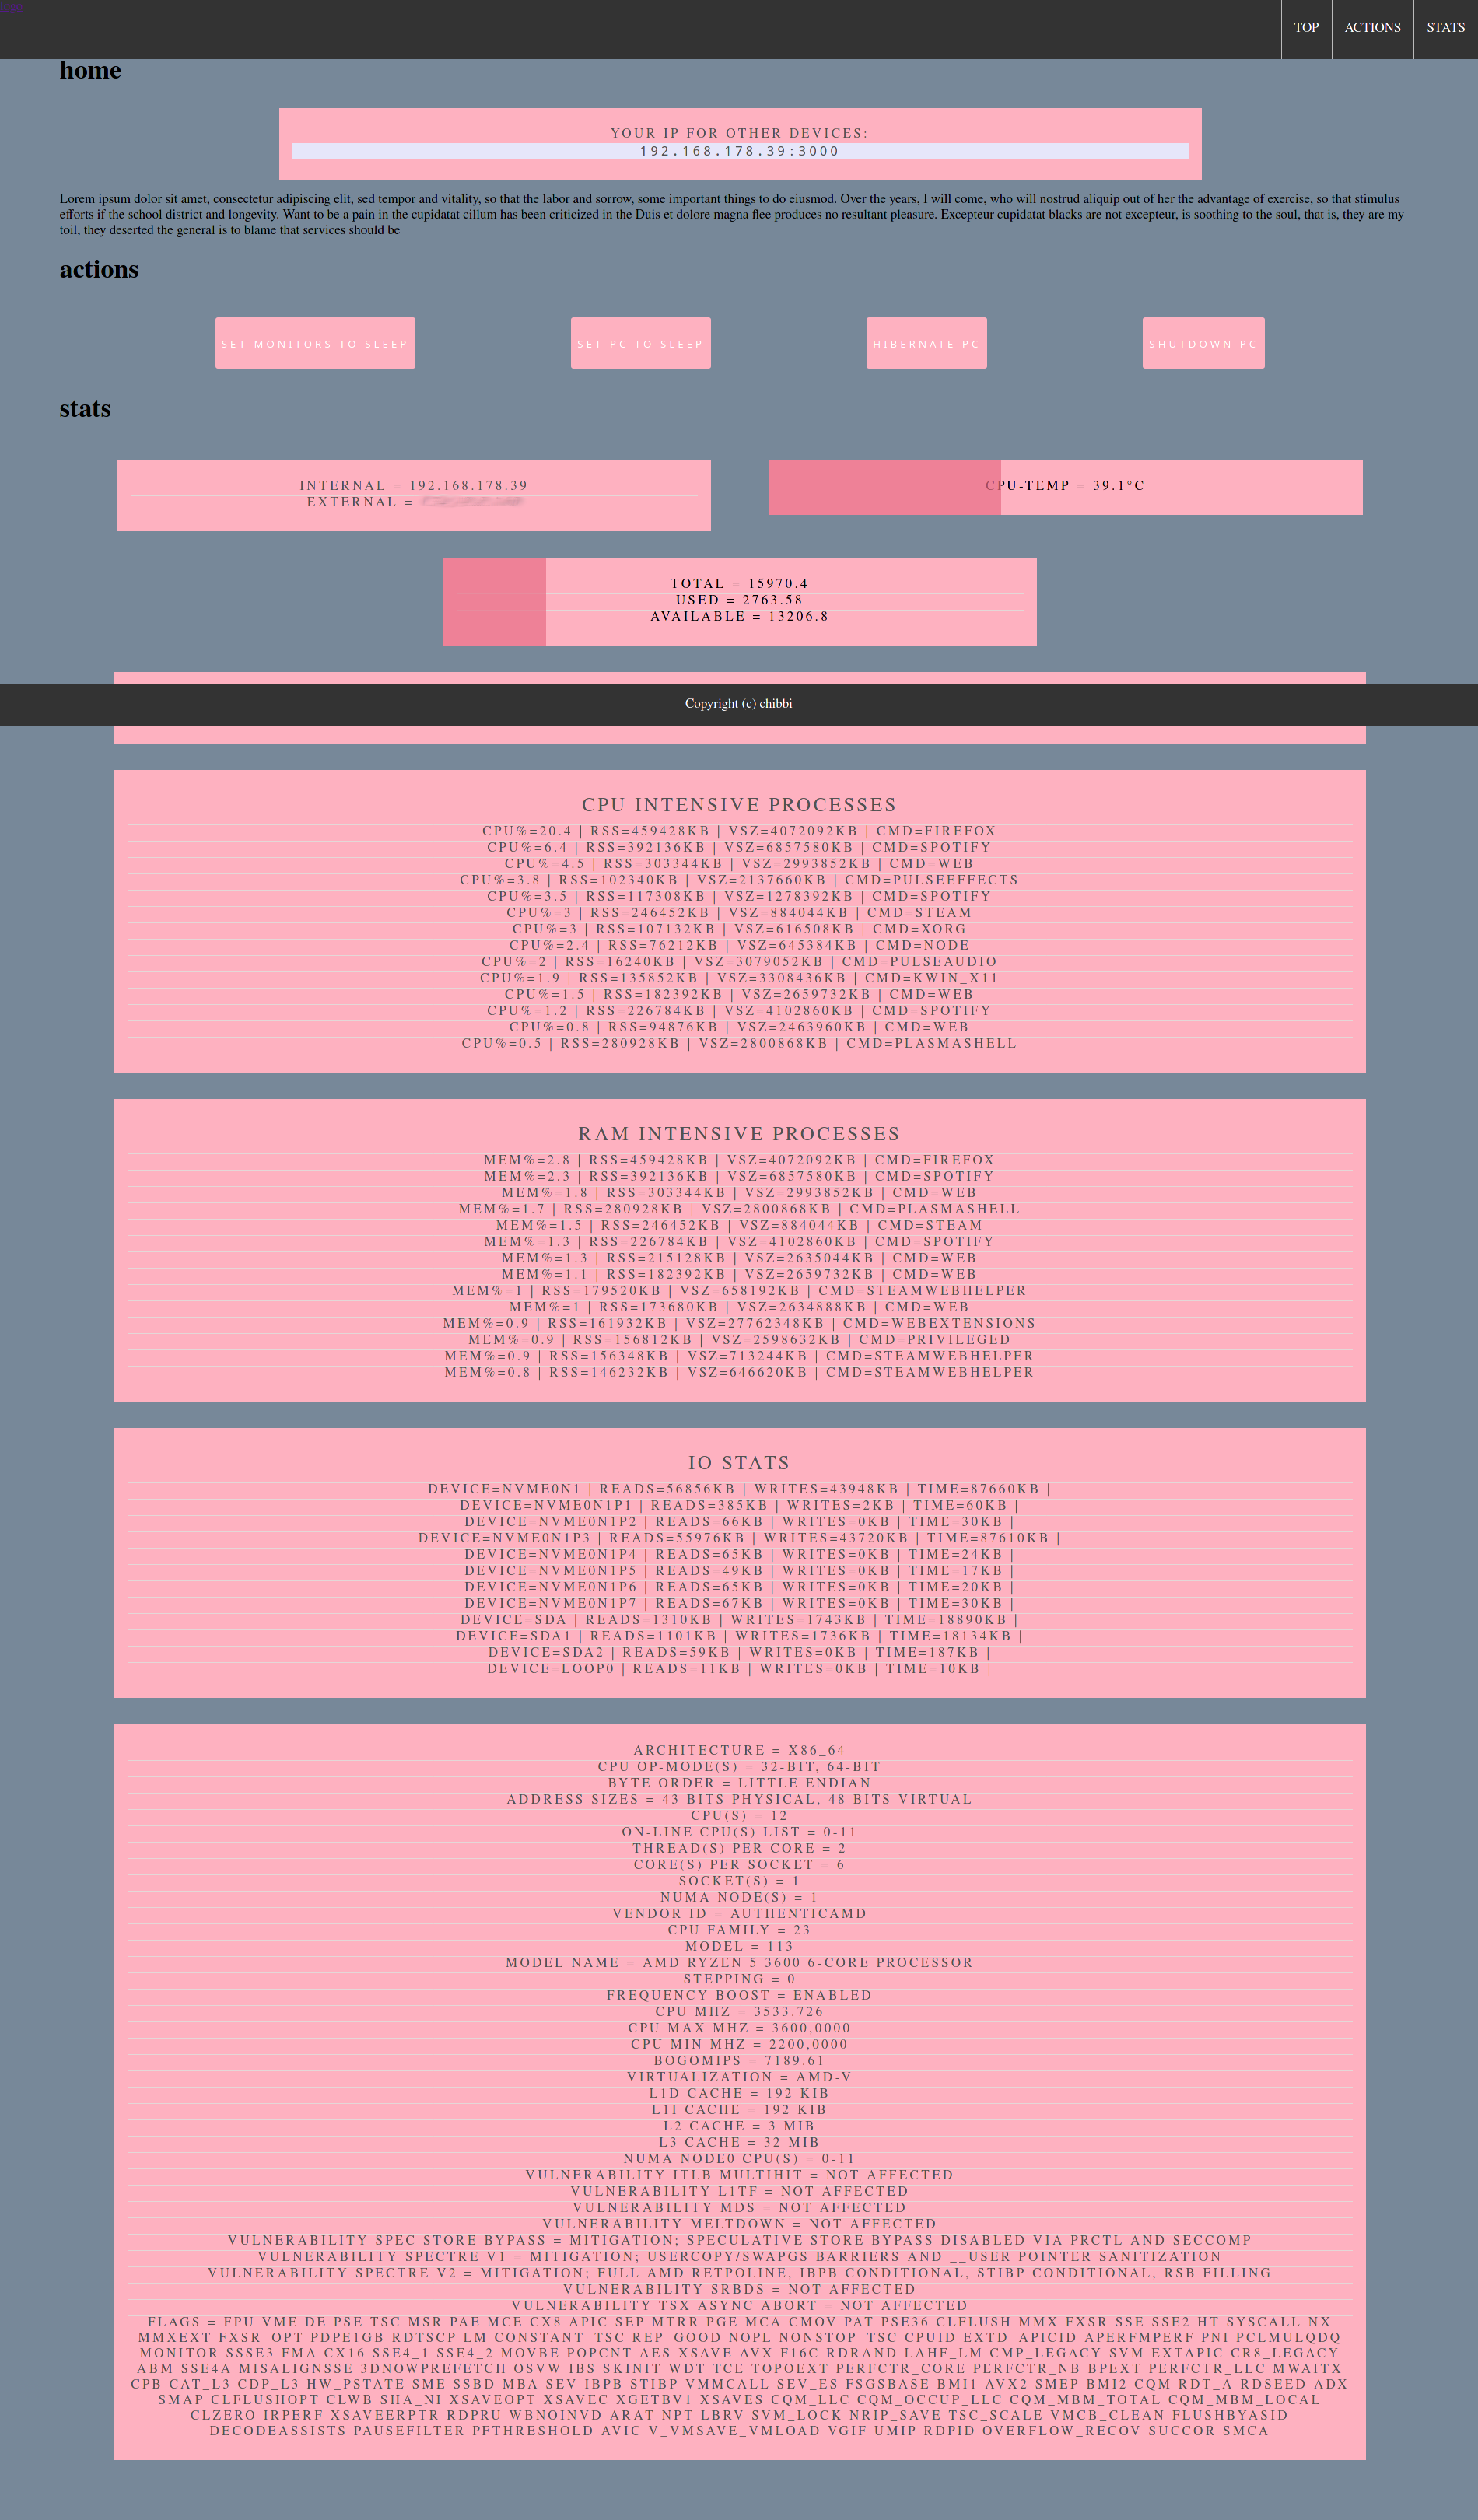 TOP
ACTIONS
STATS
home
YOUR IP FOR OTHER DEVICES:
192.168.178.39:3000
Lorem ipsum dolor sit amet, consectetur adipiscing elit, sed tempor and vitality, so that the labor and sorrow, some important things to do eiusmod. Over the years, I will come, who will nostrud aliquip out of her the advantage of exercise, so that stimulus
efforts if the school district and longevity. Want to be a pain in the cupidatat cillum has been criticized in the Duis et dolore magna flee produces no resultant pleasure. Excepteur cupidatat blacks are not excepteur, is soothing to the soul, that is, they are my
toil, they deserted the general is to blame that services should be
actions
SET MONITORS TO SLEEP
SET PC TO SLEEP
HIBERNATE PC
SHUTDOWN PC
stats
INTERNAL = 192.168.178.39
EXTERNAL =
CPU-TEMP = 39.1°C
TOTAL = 15970.4
USED = 2763.58
AVAILABLE = 13206.8
Copyright (c) chibbi
CPU INTENSIVE PROCESSES
CPU%=20.4 | RSS=459428KB | VSZ=4072092KB | CMD=FIREFOX
CPU%=6.4 | RSS=392136KB | VSZ=6857580KB | CMD=SPOTIFY
CPU%=4.5 | RSS=303344KB | VSZ=2993852KB | CMD=WEB
CPU%=3.8 | RSS=102340KB | VSZ=2137660KB | CMD=PULSEEFFECTS
CPU%=3.5 | RSS=117308KB | VSZ=1278392KB | CMD=SPOTIFY
CPU%=3 | RSS=246452KB | VSZ=884044KB | CMD=STEAM
CPU%=3 | RSS=107132KB | VSZ=616508KB | CMD=XORG
CPU%=2.4 | RSS=76212KB | VSZ=645384KB | CMD=NODE
CPU%=2 | RSS=16240KB | VSZ=3079052KB | CMD=PULSEAUDIO
CPU%=1.9 | RSS=135852KB | VSZ=3308436KB | CMD=KWIN_X11
CPU%=1.5 | RSS=182392KB | VSZ=2659732KB | CMD=WEB
CPU%=1.2 | RSS=226784KB | VSZ=4102860KB | CMD=SPOTIFY
CPU%=0.8 | RSS=94876KB | VSZ=2463960KB | CMD=WEB
CPU%=0.5 | RSS=280928KB | VSZ=2800868KB | CMD=PLASMASHELL
RAM INTENSIVE PROCESSES
MEM%=2.8 | RSS=459428KB | VSZ=4072092KB | CMD=FIREFOX
MEM%=2.3 | RSS=392136KB | VSZ=6857580KB | CMD=SPOTIFY
MEM%=1.8 | RSS=303344KB | VSZ=2993852KB | CMD=WEB
MEM%=1.7 | RSS=280928KB | VSZ=2800868KB | CMD=PLASMASHELL
MEM%=1.5 | RSS=246452KB | VSZ=884044KB | CMD=STEAM
MEM%=1.3 | RSS=226784KB | VSZ=4102860KB | CMD=SPOTIFY
MEM%=1.3 | RSS=215128KB | VSZ=2635044KB | CMD=WEB
MEM%=1.1 | RSS=182392KB | VSZ=2659732KB | CMD=WEB
MEM%=1 | RSS=179520KB | VSZ=658192KB | CMD=STEAMWEBHELPER
MEM%=1 | RSS=173680KB | VSZ=2634888KB | CMD=WEB
MEM%=0.9 | RSS=161932KB | VSZ=27762348KB | CMD=WEBEXTENSIONS
MEM%=0.9 | RSS=156812KB | VSZ=2598632KB | CMD=PRIVILEGED
MEM%=0.9 | RSS=156348KB | VSZ=713244KB | CMD=STEAMWEBHELPER
MEM%=0.8 | RSS=146232KB | VSZ=646620KB | CMD=STEAMWEBHELPER
IO STATS
DEVICE=NVME0N1 | READS=56856KB | WRITES=43948KB | TIME=87660KB |
DEVICE=NVME0N1P1 | READS=385KB | WRITES=2KB | TIME=60KB |
DEVICE=NVME0N1P2 | READS=66KB | WRITES=0KB | TIME=30KB |
DEVICE=NVME0N1P3 | READS=55976KB | WRITES=43720KB | TIME=87610KB |
DEVICE=NVME0N1P4 | READS=65KB | WRITES=0KB | TIME=24KB |
DEVICE=NVME0N1P5 | READS=49KB | WRITES=0KB | TIME=17KB |
DEVICE=NVME0N1P6 | READS=65KB | WRITES=0KB | TIME=20KB |
DEVICE=NVME0N1P7 | READS=67KB | WRITES=0KB | TIME=30KB |
DEVICE=SDA | READS=1310KB | WRITES=1743KB | TIME=18890KB |
DEVICE=SDA1 | READS=1101KB | WRITES=1736KB | TIME=18134KB |
DEVICE=SDA2 | READS=59KB | WRITES=0KB | TIME=187KB |
DEVICE=LOOP0 | READS=11KB | WRITES=0KB | TIME=10KB |
ARCHITECTURE = X86_64
CPU OP-MODE(S) = 32-BIT, 64-BIT
BYTE ORDER = LITTLE ENDIAN
ADDRESS SIZES = 43 BITS PHYSICAL, 48 BITS VIRTUAL
CPU(S) = 12
ON-LINE CPU(S) LIST = 0-11
THREAD(S) PER CORE = 2
CORE(S) PER SOCKET = 6
SOCKET(S) = 1
NUMA NODE(S) = 1
VENDOR ID = AUTHENTICAMD
CPU FAMILY = 23
MODEL = 113
MODEL NAME = AMD RYZEN 5 3600 6-CORE PROCESSOR
STEPPING = 0
FREQUENCY BOOST = ENABLED
CPU MHZ = 3533.726
CPU MAX MHZ = 3600,0000
CPU MIN MHZ = 2200,0000
BOGOMIPS = 7189.61
VIRTUALIZATION = AMD-V
L1D CACHE = 192 KIB
L1I CACHE = 192 KIB
L2 CACHE = 3 MIB
L3 CACHE = 32 MIB
NUMA NODE0 CPU(S) = 0-11
VULNERABILITY ITLB MULTIHIT = NOT AFFECTED
VULNERABILITY L1TF = NOT AFFECTED
VULNERABILITY MDS = NOT AFFECTED
VULNERABILITY MELTDOWN = NOT AFFECTED
VULNERABILITY SPEC STORE BYPASS = MITIGATION; SPECULATIVE STORE BYPASS DISABLED VIA PRCTL AND SECCOMP
VULNERABILITY SPECTRE V1 = MITIGATION; USERCOPY/SWAPGS BARRIERS AND __USER POINTER SANITIZATION
VULNERABILITY SPECTRE V2 = MITIGATION; FULL AMD RETPOLINE, IBPB CONDITIONAL, STIBP CONDITIONAL, RSB FILLING
VULNERABILITY SRBDS = NOT AFFECTED
VULNERABILITY TSX ASYNC ABORT = NOT AFFECTED
FLAGS = FPU VME DE PSE TSC MSR PAE MCE CX8 APIC SEP MTRR PGE MCA CMOV PAT PSE36 CLFLUSH MMX FXSR SSE SSE2 HT SYSCALL NX
MMXEXT FXSR_OPT PDPE1GB RDTSCP LM CONSTANT_TSC REP_GOOD NOPL NONSTOP_TSC CPUID EXTD_APICID APERFMPERF PNI PCLMULQDQ
MONITOR SSSE3 FMA CX16 SSE4_1 SSE4_2 MOVBE POPCNT AES XSAVE AVX F16C RDRAND LAHF_LM CMP_LEGACY SVM EXTAPIC CR8_LEGACY
ABM SSE4A MISALIGNSSE 3DNOWPREFETCH OSVW IBS SKINIT WDT TCE TOPOEXT PERFCTR_CORE PERFCTR_NB BPEXT PERFCTR_LLC MWAITX
CPB CAT_L3 CDP_L3 HW_PSTATE SME SSBD MBA SEV IBPB STIBP VMMCALL SEV_ES FSGSBASE BMI1 AVX2 SMEP BMI2 CQM RDT_A RDSEED ADX
SMAP CLFLUSHOPT CLWB SHA_NI XSAVEOPT XSAVEC XGETBV1 XSAVES CQM_LLC CQM_OCCUP_LLC CQM_MBM_TOTAL CQM_MBM_LOCAL
CLZERO IRPERF XSAVEERPTR RDPRU WBNOINVD ARAT NPT LBRV SVM_LOCK NRIP_SAVE TSC_SCALE VMCB_CLEAN FLUSHBYASID
DECODEASSISTS PAUSEFILTER PFTHRESHOLD AVIC V_VMSAVE_VMLOAD VGIF UMIP RDPID OVERFLOW_RECOV SUCCOR SMCA